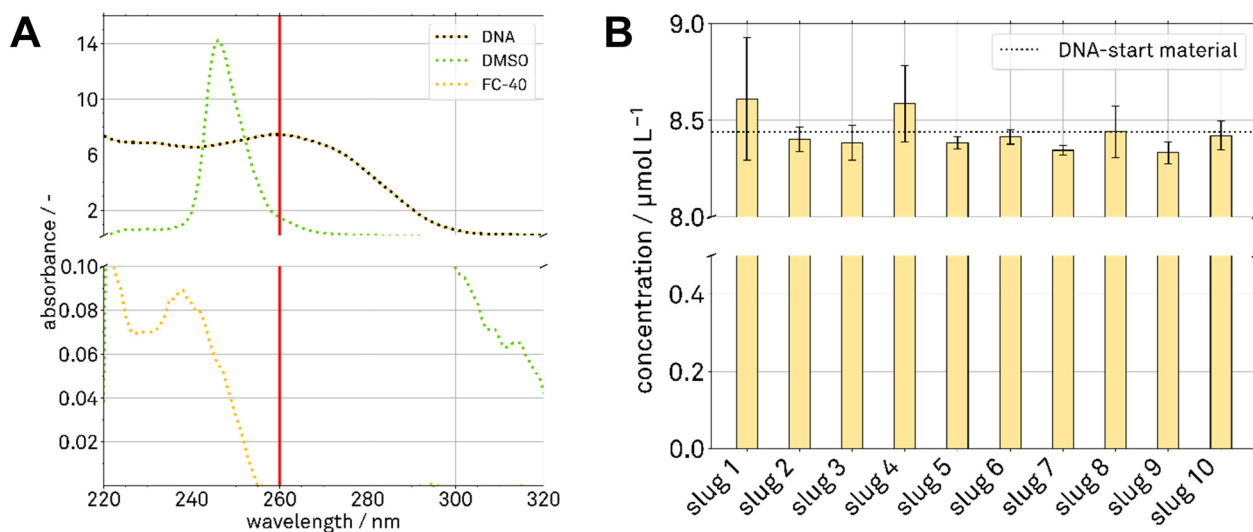 A
absorbance / -
14
10
6
2
0.10
0.08
0.06
0.04
0.02
DNA
DMSO
FC-40
220
240
260
280
300
320
wavelength / nm
B
concentration / µmol L⁻¹
9.0
8.5
8.0
0.4
0.2
0.0
DNA-start material
slug 1
slug 2
slug 3
slug 4
slug 5
slug 6
slug 7
slug 8
slug 9
slug 10